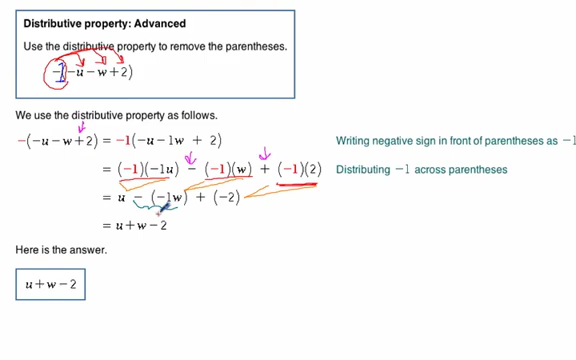 Distributive property: Advanced
Use the distributive property to remove the parentheses.
-1(-u-w+2)
We use the distributive property as follows.
-(-u-w+2) = -1(-u-1w + 2) Writing negative sign in front of parentheses as -1
= (-1)(-1u) - (-1)(w) + (-1)(2) Distributing -1 across parentheses
= u - (-1w) + (-2)
= u+w-2
Here is the answer.
u+w-2